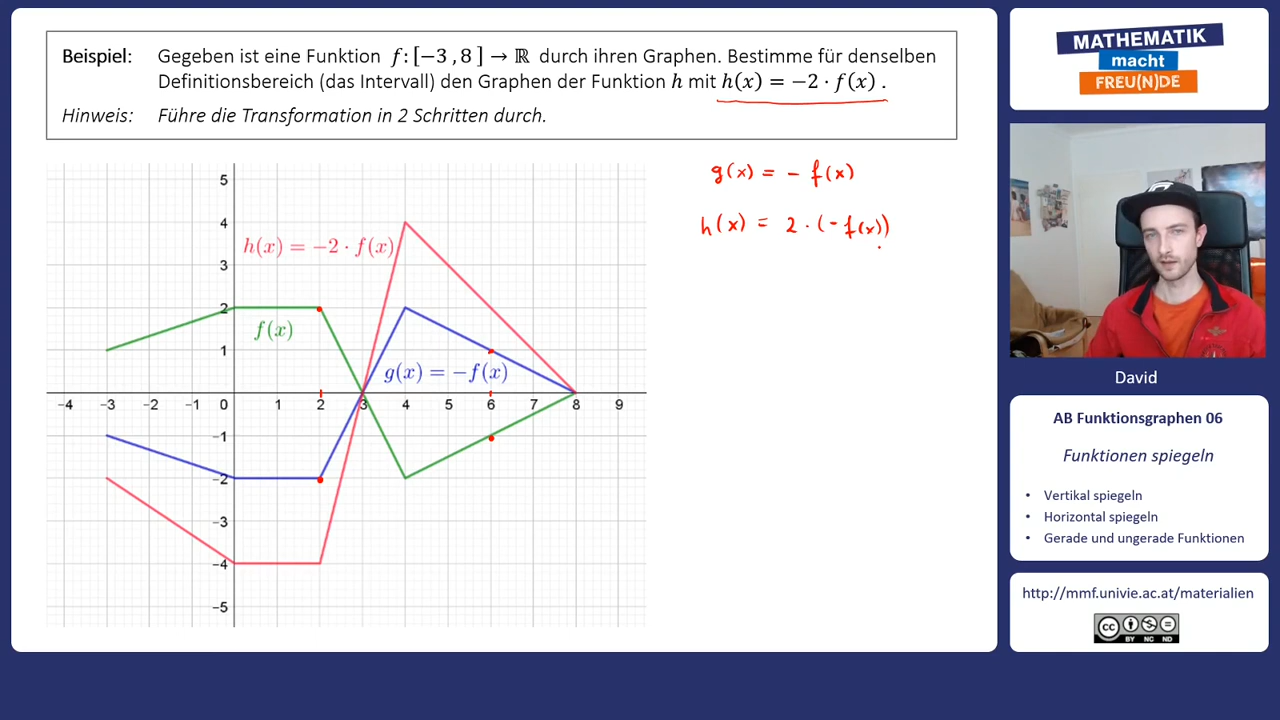 Beispiel: Gegeben ist eine Funktion f: [−3 , 8 ] → ℝ durch ihren Graphen. Bestimme für denselben
Definitionsbereich (das Intervall) den Graphen der Funktion h mit h(x) = −2 · f(x) .
Hinweis: Führe die Transformation in 2 Schritten durch.
g(x) = − f(x)
h(x) = 2 · (− f(x))
h(x) = −2 · f(x)
f(x)
g(x) = −f(x)
5
4
3
2
1
−1
−2
−3
−4
−5
−4 −3 −2 −1 0 1 2 3 4 5 6 7 8 9
MATHEMATIK
macht
FREU(N)DE
David
AB Funktionsgraphen 06
Funktionen spiegeln
• Vertikal spiegeln
• Horizontal spiegeln
• Gerade und ungerade Funktionen
http://mmf.univie.ac.at/materialien
cc
BY NC ND